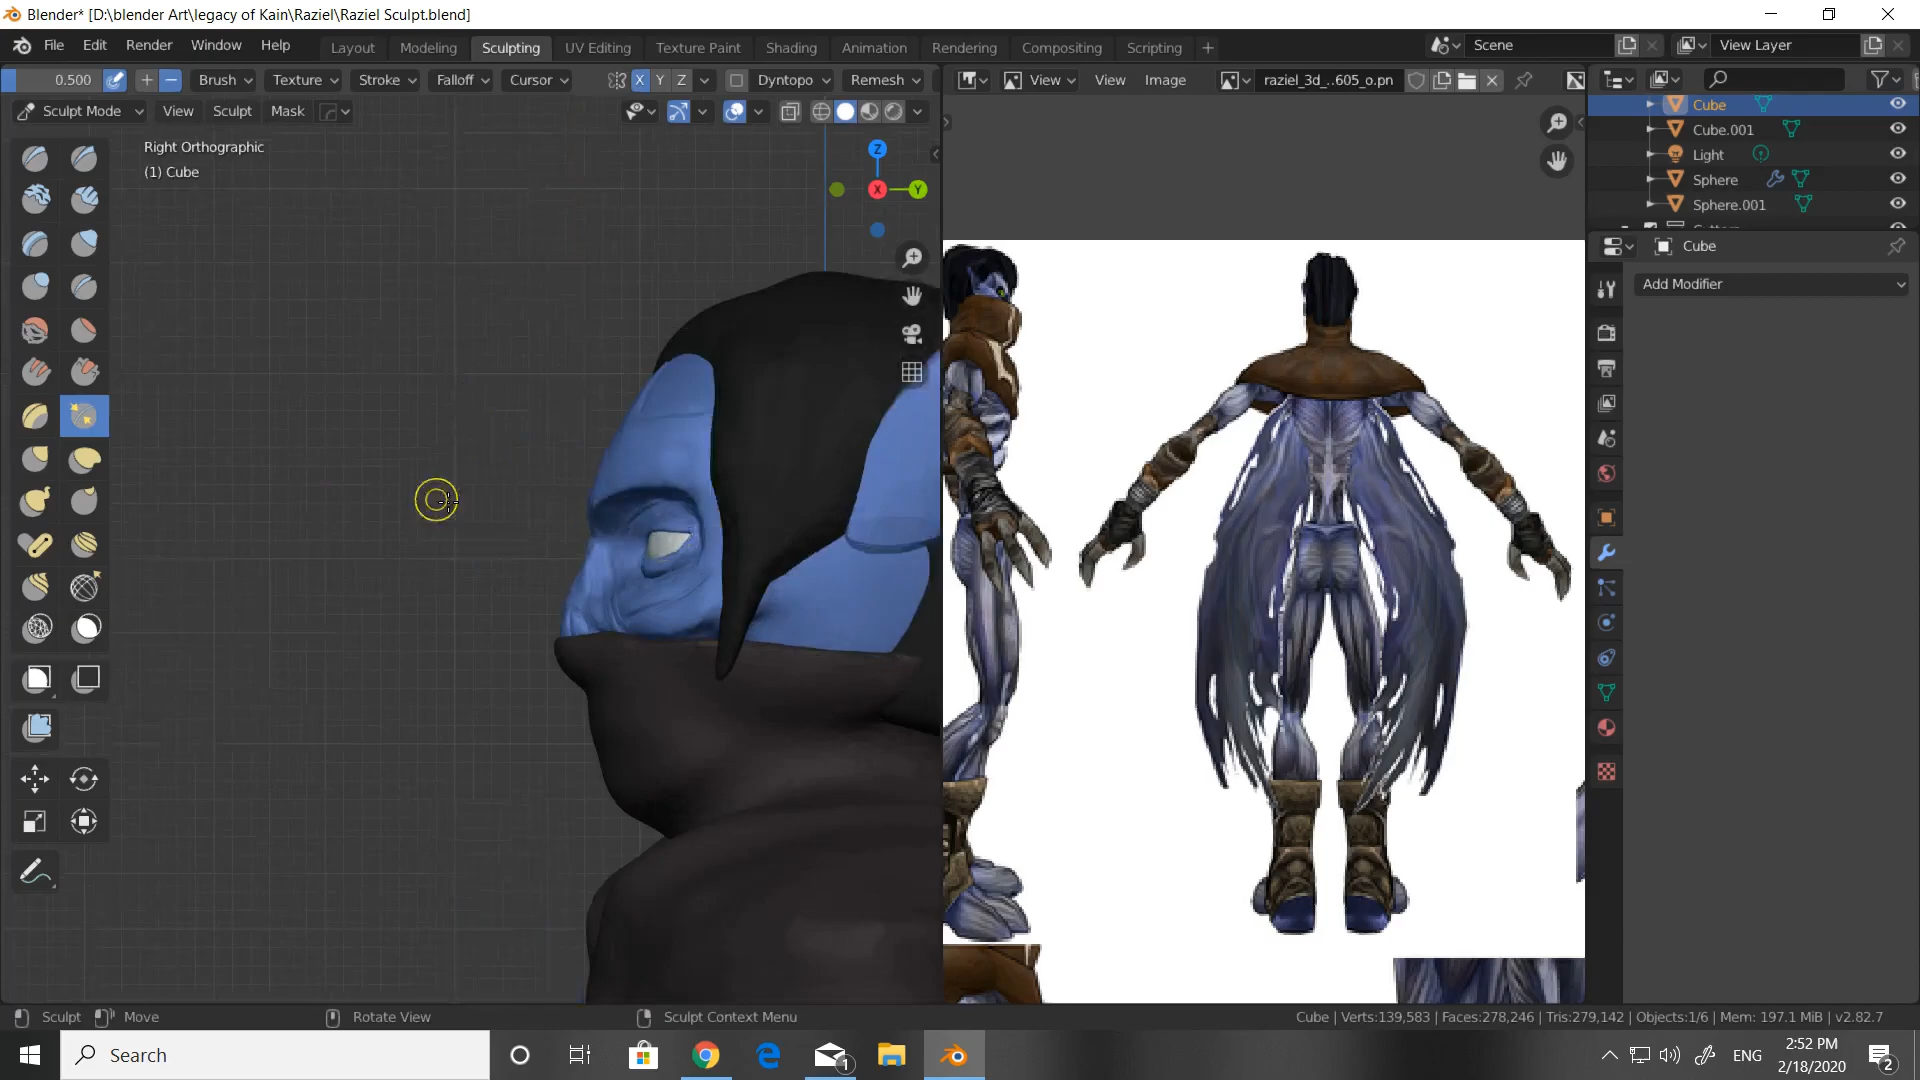 Blender* [D:\blender Art\legacy of Kain\Raziel\Raziel Sculpt.blend]
File Edit Render Window Help Layout Modeling Sculpting UV Editing Texture Paint Shading Animation Rendering Compositing Scripting + Scene View Layer
0.500 Brush Texture Stroke Falloff Cursor X Y Z Dyntopo Remesh View View Image raziel_3d_..605_o.pn
Sculpt Mode View Sculpt Mask
Right Orthographic
(1) Cube
Z
X
Y
Cube
Cube.001
Light
Sphere
Sphere.001
Cube
Add Modifier
Sculpt Move Rotate View Sculpt Context Menu Cube | Verts:139,583 | Faces:278,246 | Tris:279,142 | Objects:1/6 | Mem: 197.1 MiB | v2.82.7
Search
1
ENG
2:52 PM
2/18/2020
2